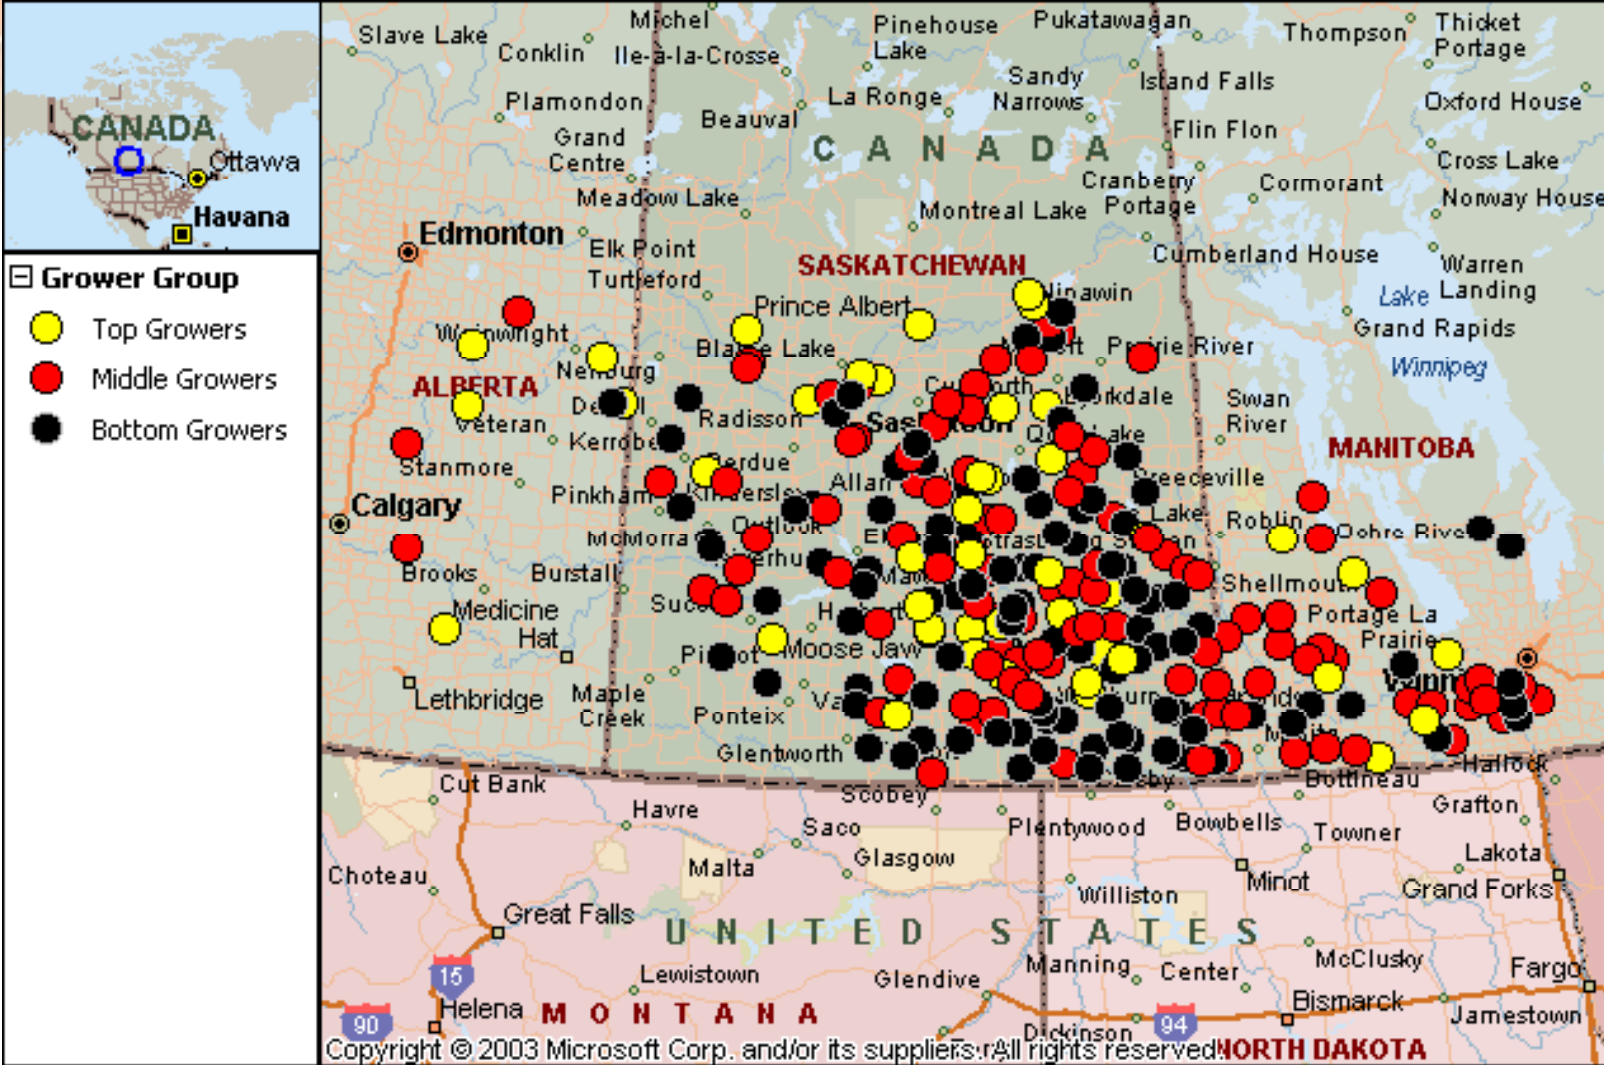 CANADA
Ottawa
Havana
Grower Group
Top Growers
Middle Growers
Bottom Growers
Slave Lake
Conklin
Michel
Ile-a-la-Crosse
Pinehouse
Lake
Pukatawagan
Thompson
Thicket
Portage
Plamondon
Beauval
La Ronge
Sandy
Narrows
Island Falls
Oxford House
Grand
Centre
CANADA
Flin Flon
Cross Lake
Meadow Lake
Montreal Lake
Cranberry
Portage
Cormorant
Norway House
Edmonton
Elk Point
Turtleford
SASKATCHEWAN
Cumberland House
Warren
Landing
Lake
Winnipeg
Grand Rapids
Prince Albert
Prairie River
ALBERTA
Radisson
Swan
River
MANITOBA
Veteran
Stanmore
Allan
Calgary
Pinkham
Outlook
Lake
Roblin
Ochre River
Brooks
Burstall
Shellmouth
Medicine
Hat
Portage La
Prairie
Moose Jaw
Lethbridge
Maple
Creek
Ponteix
Glentworth
Cut Bank
Havre
Scobey
Saco
Plentywood
Bowbells
Bottineau
Hallock
Grafton
Towner
Choteau
Malta
Glasgow
Williston
Minot
Lakota
Grand Forks
Great Falls
UNITED STATES
15
Lewistown
Glendive
Manning
Center
McClusky
Fargo
90
Helena
MONTANA
Dickinson
94
Bismarck
Jamestown
Copyright © 2003 Microsoft Corp. and/or its suppliers. All rights reserved.
NORTH DAKOTA